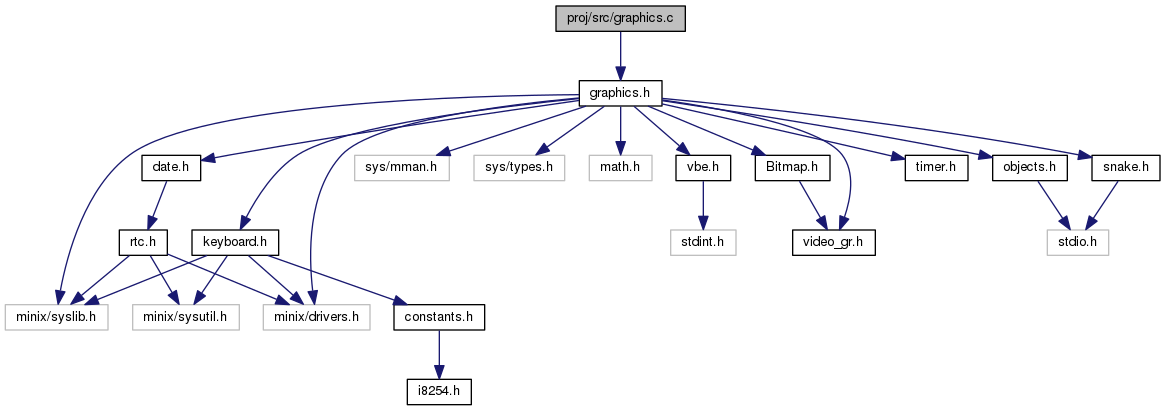 proj/src/graphics.c
graphics.h
date.h
sys/mman.h
sys/types.h
math.h
vbe.h
Bitmap.h
timer.h
objects.h
snake.h
rtc.h
keyboard.h
stdint.h
video_gr.h
stdio.h
minix/syslib.h
minix/sysutil.h
minix/drivers.h
constants.h
i8254.h